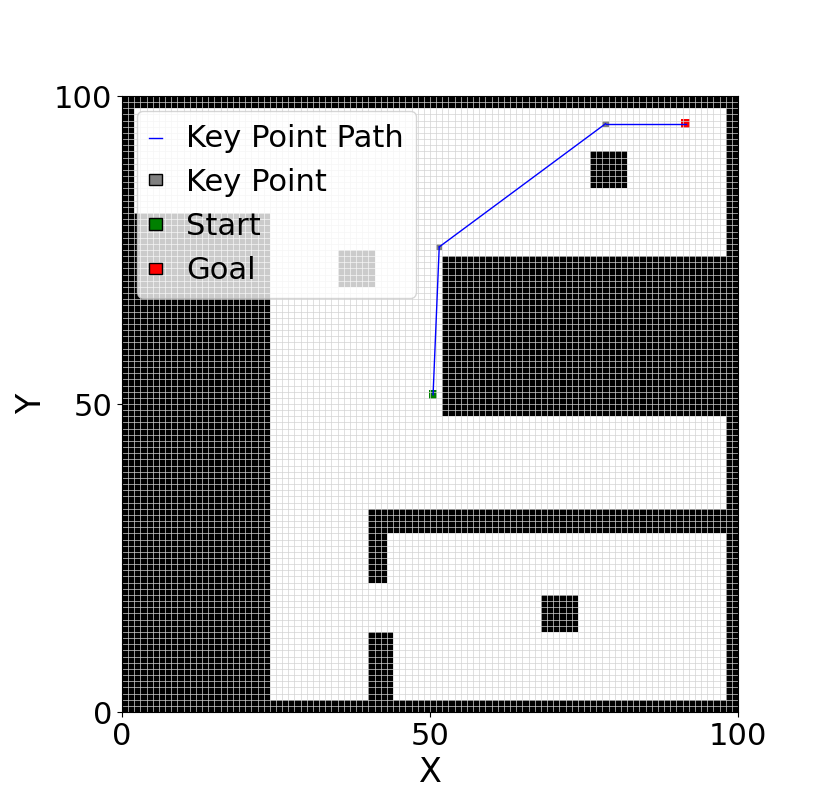 100
Key Point Path
Key Point
Start
Goal
Y
50
0
0 50 100
X